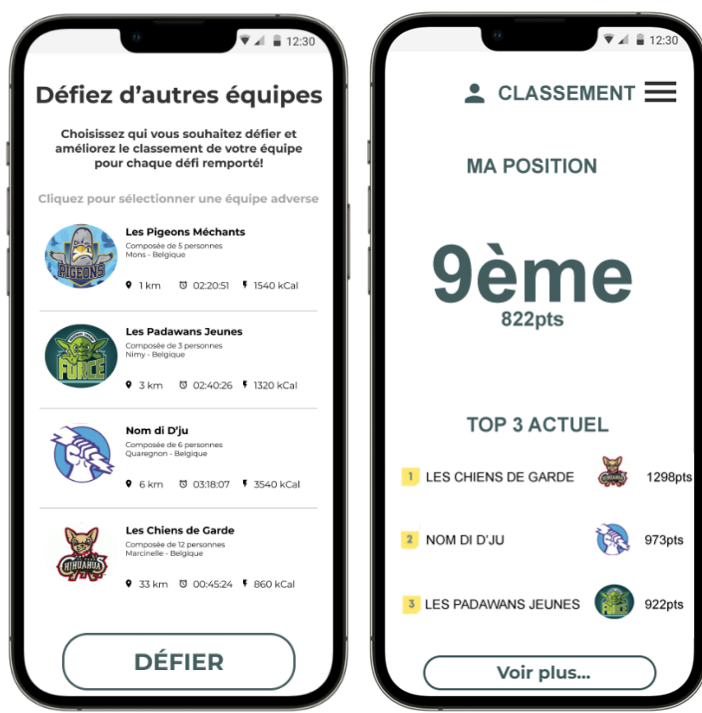 12:30
Défiez d'autres équipes
Choisissez qui vous souhaitez défier et
améliorez le classement de votre équipe
pour chaque défi remporté!
Cliquez pour sélectionner une équipe adverse
PIGEONS
Les Pigeons Méchants
Composée de 5 personnes
Mons - Belgique
1 km 02:20:51 1540 kCal
FORCE
Les Padawans Jeunes
Composée de 3 personnes
Nimy - Belgique
3 km 02:40:26 1320 kCal
Nom di D'ju
Composée de 6 personnes
Quaregnon - Belgique
6 km 03:18:07 3540 kCal
HIHUAHUAS
Les Chiens de Garde
Composée de 12 personnes
Marcinelle - Belgique
33 km 00:45:24 860 kCal
DÉFIER
12:30
CLASSEMENT
MA POSITION
9ème
822pts
TOP 3 ACTUEL
1 LES CHIENS DE GARDE 1298pts
2 NOM DI D'JU 973pts
3 LES PADAWANS JEUNES FORCE 922pts
Voir plus...